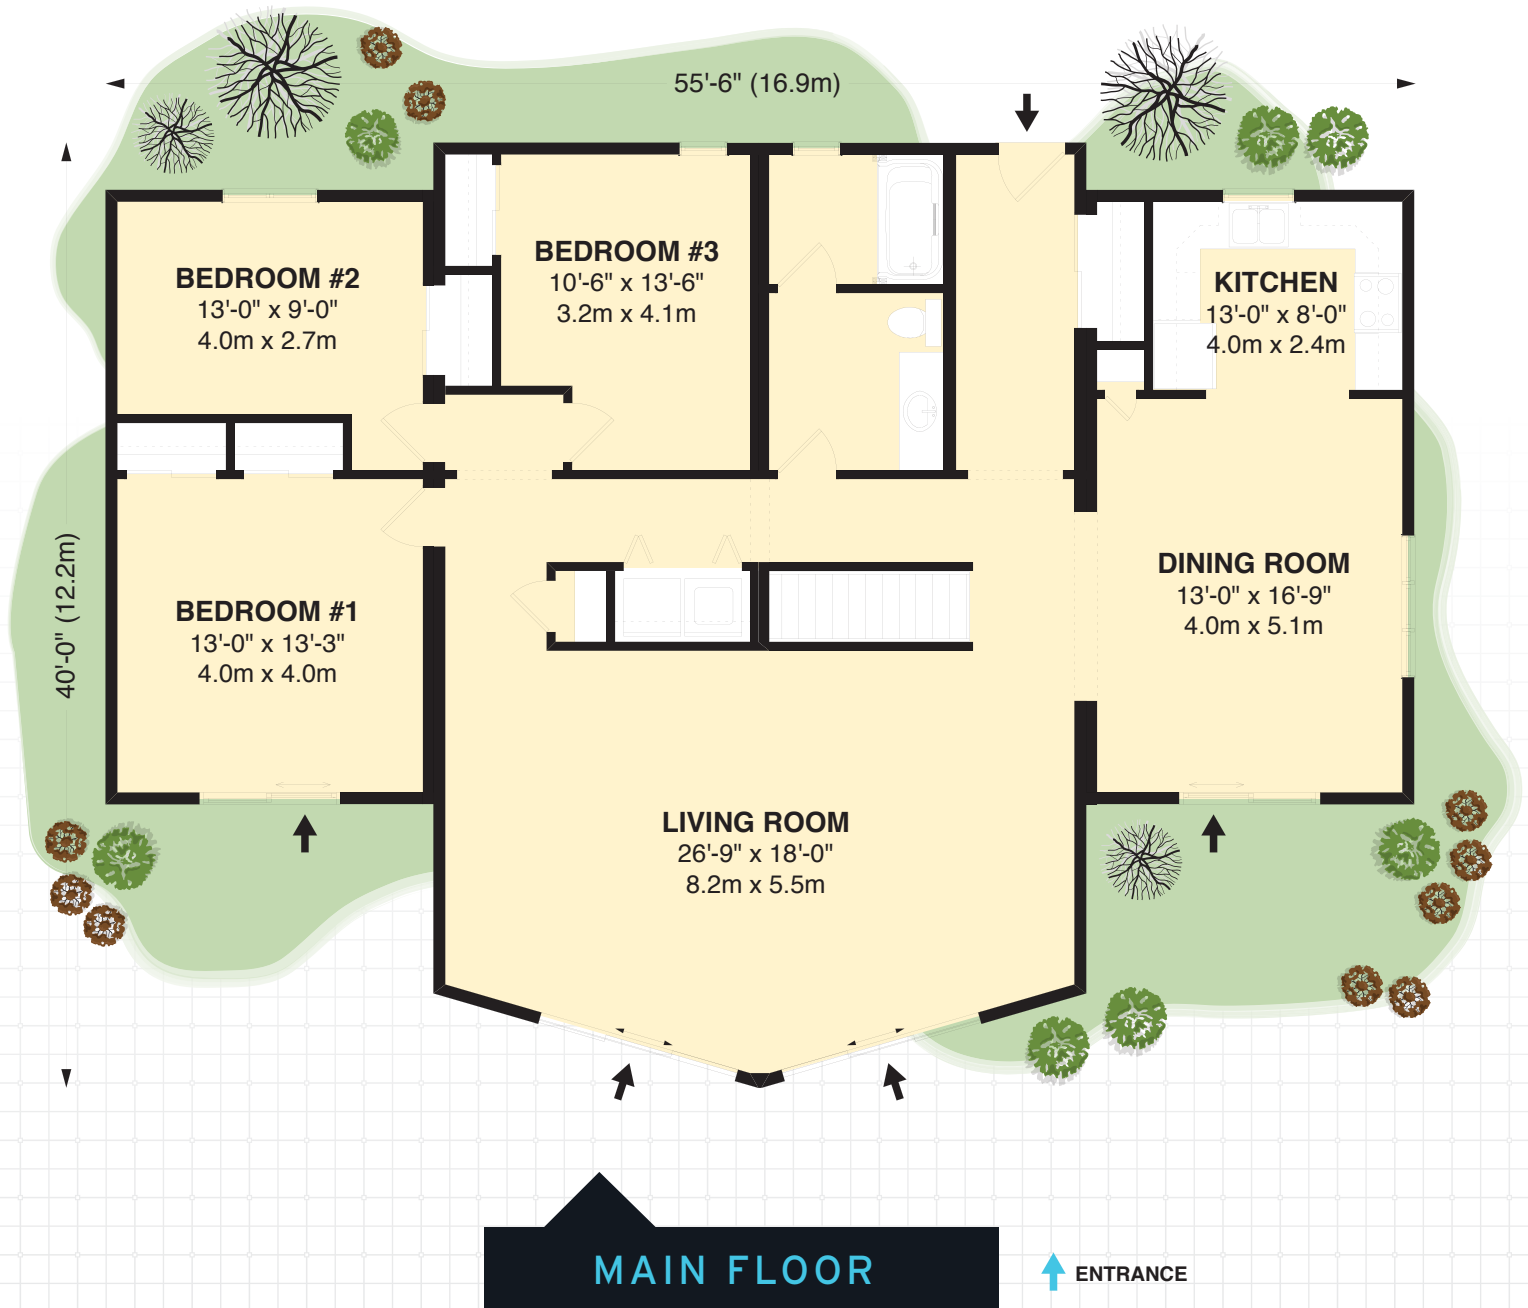 55'-6" (16.9m)
BEDROOM #3
10'-6" x 13'-6"
3.2m x 4.1m
BEDROOM #2
13'-0" x 9'-0"
4.0m x 2.7m
KITCHEN
13'-0" x 8'-0"
4.0m x 2.4m
40'-0" (12.2m)
BEDROOM #1
13'-0" x 13'-3"
4.0m x 4.0m
DINING ROOM
13'-0" x 16'-9"
4.0m x 5.1m
LIVING ROOM
26'-9" x 18'-0"
8.2m x 5.5m
MAIN FLOOR
ENTRANCE